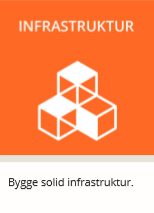 INFRASTRUKTUR
Bygge solid infrastruktur.